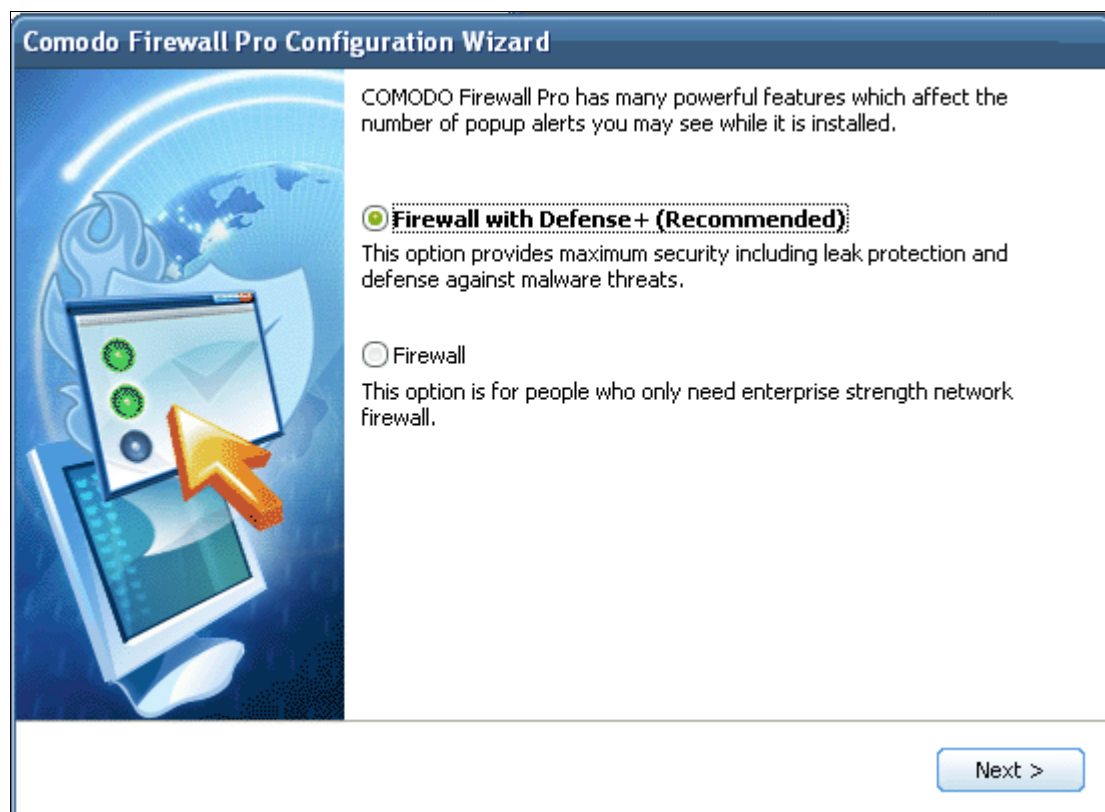 Comodo Firewall Pro Configuration Wizard
COMODO Firewall Pro has many powerful features which affect the
number of popup alerts you may see while it is installed.
Firewall with Defense+ (Recommended)
This option provides maximum security including leak protection and
defense against malware threats.
Firewall
This option is for people who only need enterprise strength network
firewall.
Next >